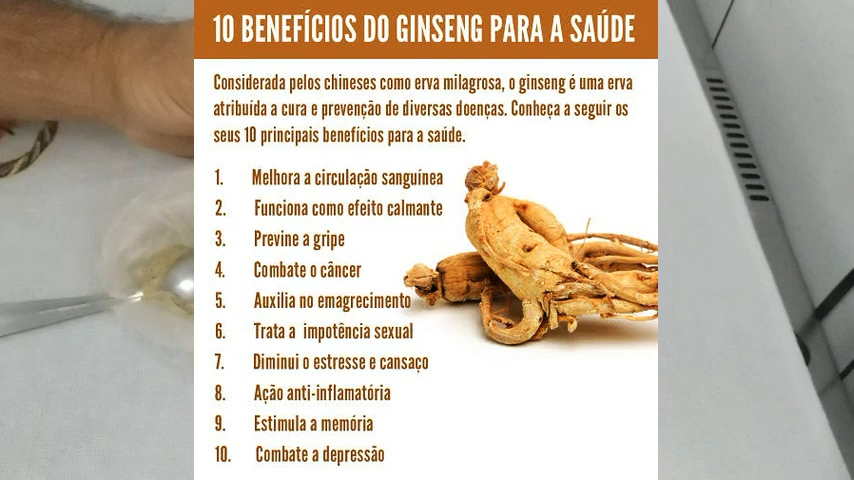 10 BENEFÍCIOS DO GINSENG PARA A SAÚDE
Considerada pelos chineses como erva milagrosa, o ginseng é uma erva
atribuída a cura e prevenção de diversas doenças. Conheça a seguir os
seus 10 principais benefícios para a saúde.
1. Melhora a circulação sanguínea
2. Funciona como efeito calmante
3. Previne a gripe
4. Combate o câncer
5. Auxilia no emagrecimento
6. Trata a impotência sexual
7. Diminui o estresse e cansaço
8. Ação anti-inflamatória
9. Estimula a memória
10. Combate a depressão